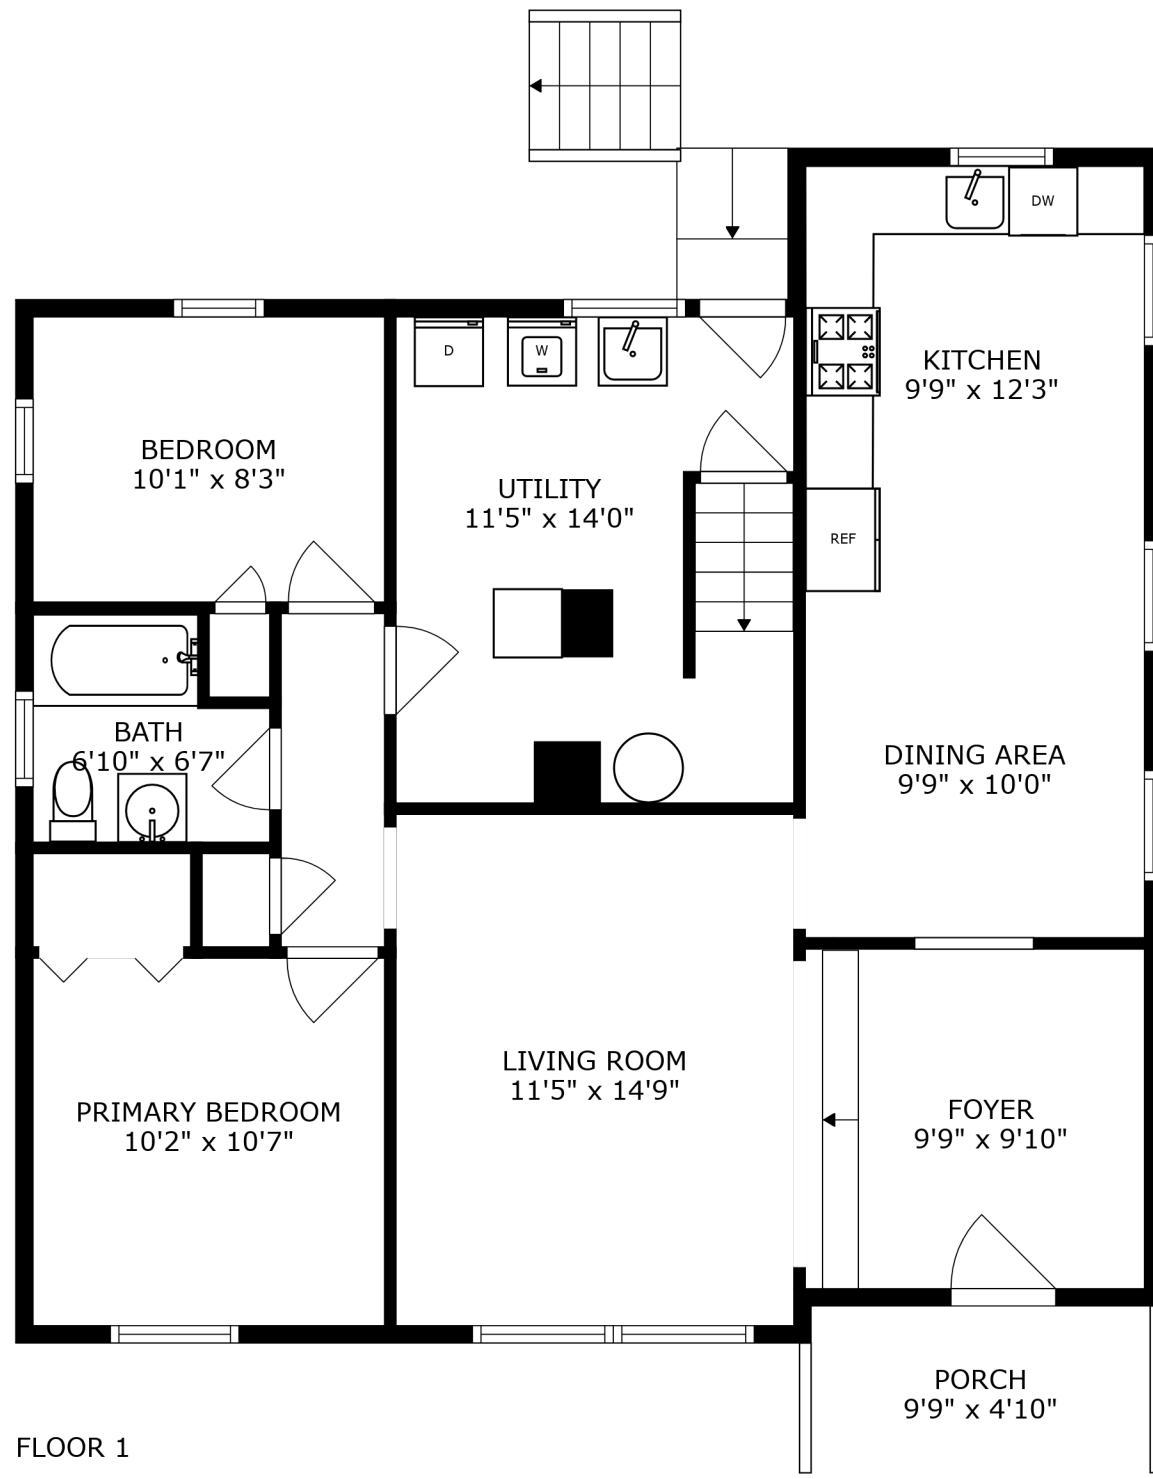 DW
KITCHEN
9'9" x 12'3"
D
W
BEDROOM
10'1" x 8'3"
UTILITY
11'5" x 14'0"
REF
BATH
6'10" x 6'7"
DINING AREA
9'9" x 10'0"
LIVING ROOM
11'5" x 14'9"
PRIMARY BEDROOM
10'2" x 10'7"
FOYER
9'9" x 9'10"
PORCH
9'9" x 4'10"
FLOOR 1